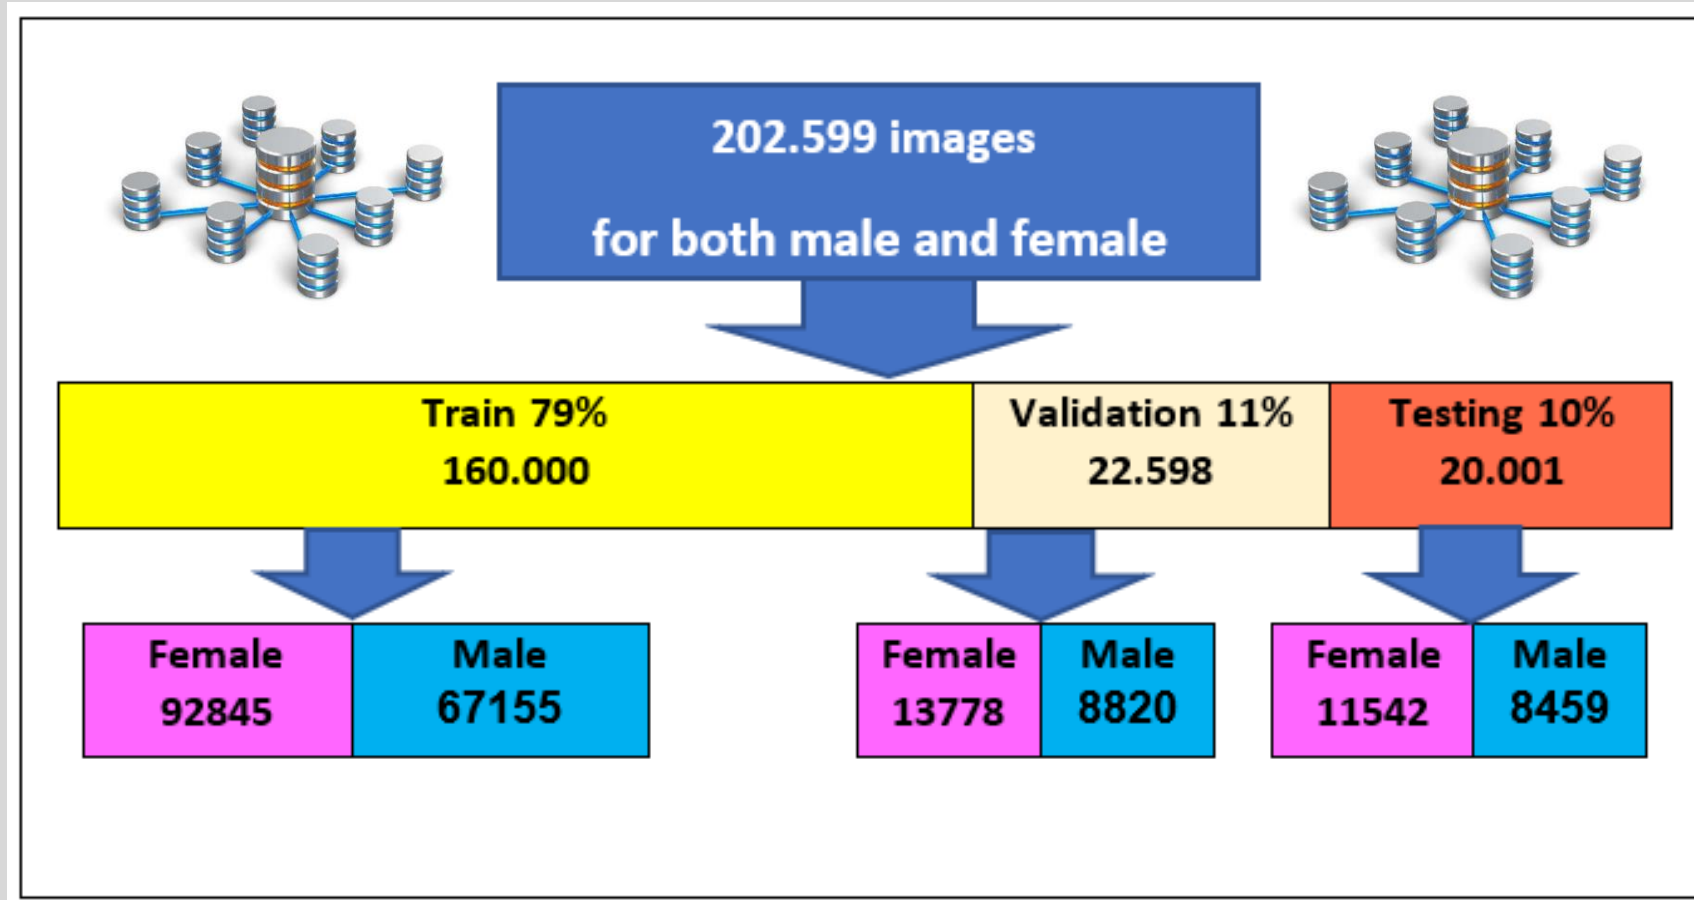 202.599 images
for both male and female
Train 79%
160.000
Validation 11%
22.598
Testing 10%
20.001
Female
92845
Male
67155
Female
13778
Male
8820
Female
11542
Male
8459